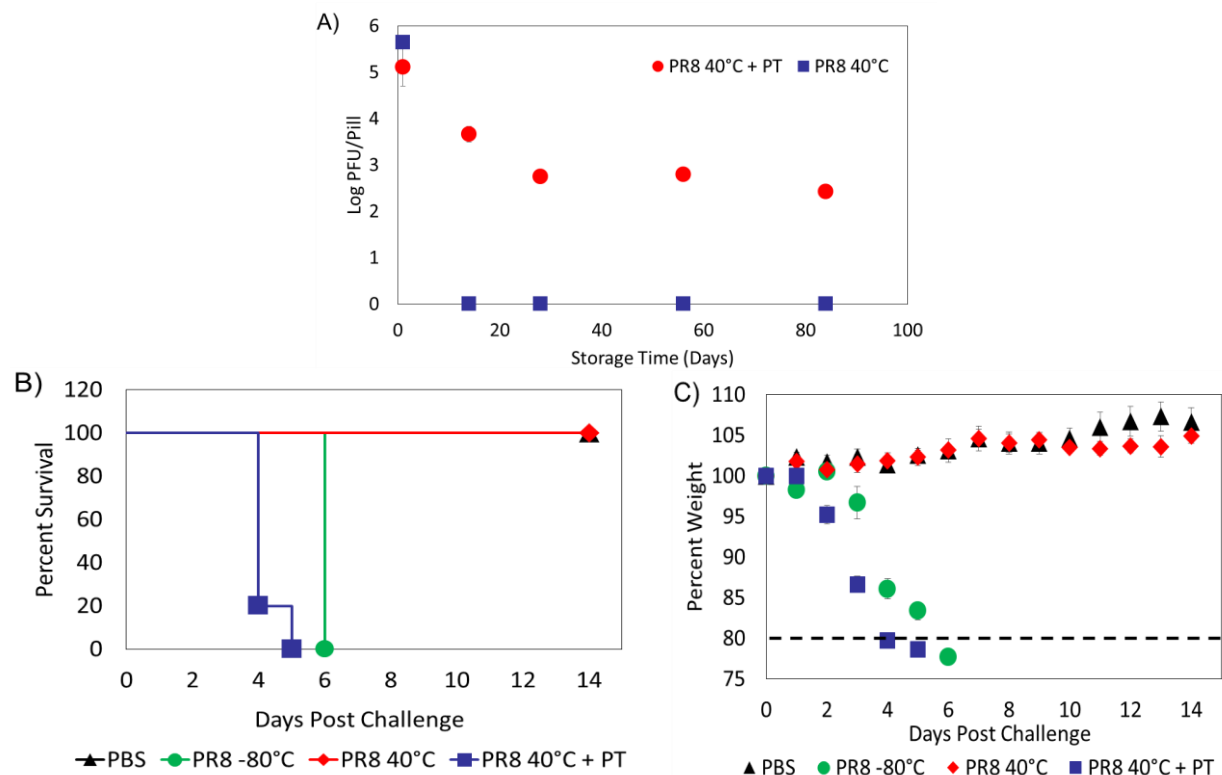 A)
6
5
4
3
2
1
0
Log PFU/Pill
PR8 40°C + PT PR8 40°C
0 20 40 60 80 100
Storage Time (Days)
B)
120
100
80
60
40
20
0
Percent Survival
0 2 4 6 8 10 12 14
Days Post Challenge
PBS PR8 -80°C PR8 40°C PR8 40°C + PT
C)
110
105
100
95
90
85
80
75
Percent Weight
0 2 4 6 8 10 12 14
Days Post Challenge
PBS PR8 -80°C PR8 40°C PR8 40°C + PT